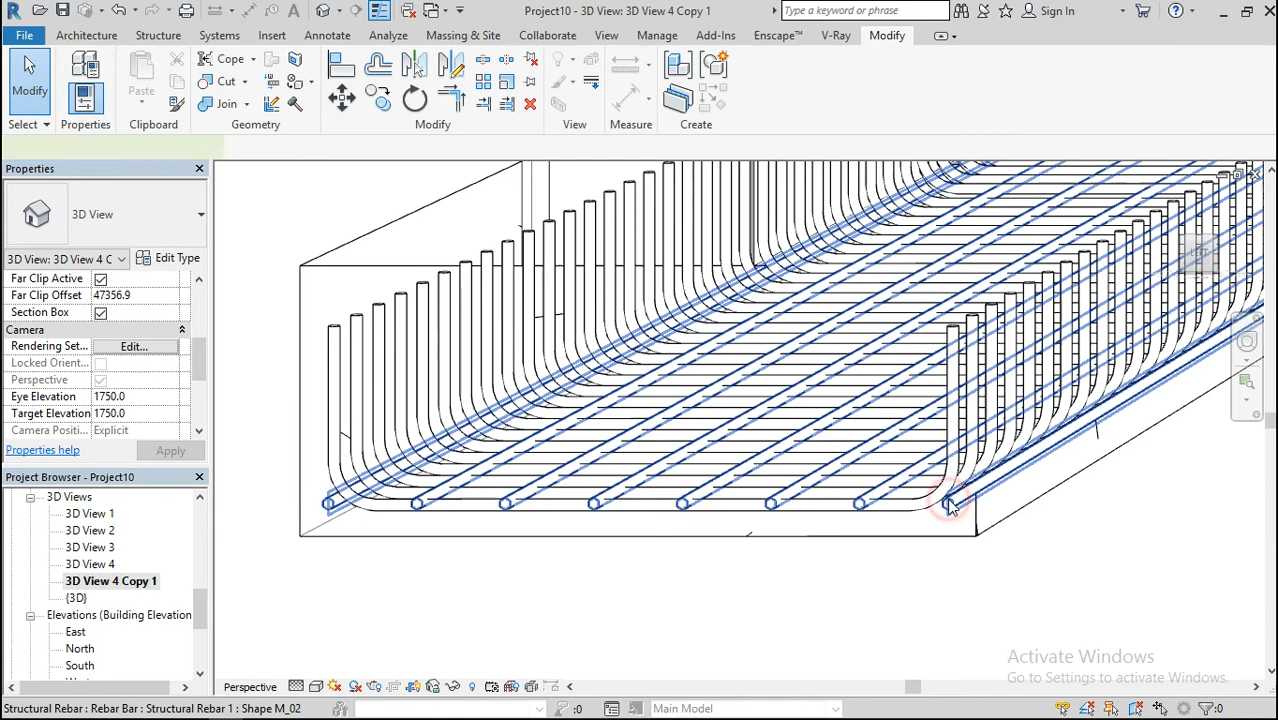 Project10 - 3D View: 3D View 4 Copy 1
Type a keyword or phrase
Sign In
File
Architecture
Structure
Systems
Insert
Annotate
Analyze
Massing & Site
Collaborate
View
Manage
Add-Ins
Enscape™
V-Ray
Modify
Modify
Paste
Cope
Cut
Join
Select
Properties
Clipboard
Geometry
Modify
View
Measure
Create
Properties
3D View
3D View: 3D View 4 C
Edit Type
Far Clip Active
Far Clip Offset 47356.9
Section Box
Camera
Rendering Set... Edit...
Locked Orient...
Perspective
Eye Elevation 1750.0
Target Elevation 1750.0
Camera Positi... Explicit
Properties help
Apply
Project Browser - Project10
3D Views
3D View 1
3D View 2
3D View 3
3D View 4
3D View 4 Copy 1
{3D}
Elevations (Building Elevation
East
North
South
Activate Windows
Go to Settings to activate Windows.
Perspective
Structural Rebar : Rebar Bar : Structural Rebar 1 : Shape M_02
:0
Main Model
:0